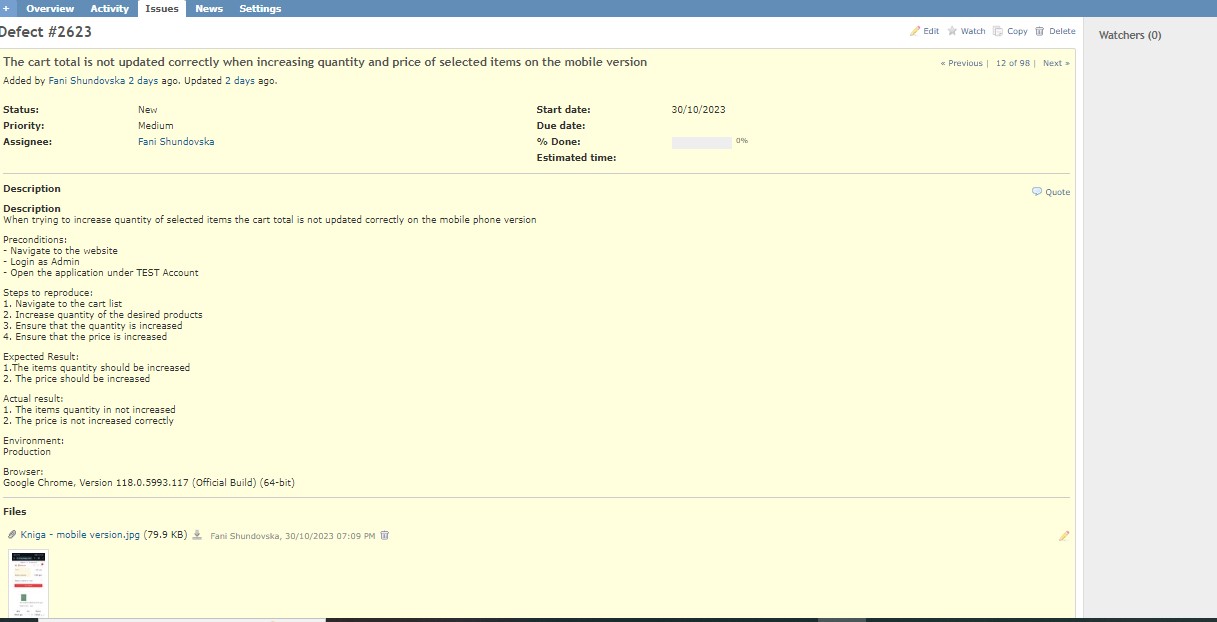 + Overview Activity Issues News Settings
Defect #2623
Edit Watch Copy Delete
Watchers (0)
The cart total is not updated correctly when increasing quantity and price of selected items on the mobile version
« Previous | 12 of 98 | Next »
Added by Fani Shundovska 2 days ago. Updated 2 days ago.
Status: New Start date: 30/10/2023
Priority: Medium Due date:
Assignee: Fani Shundovska % Done: 0%
Estimated time:
Description
Quote
Description
When trying to increase quantity of selected items the cart total is not updated correctly on the mobile phone version
Preconditions:
- Navigate to the website
- Login as Admin
- Open the application under TEST Account
Steps to reproduce:
1. Navigate to the cart list
2. Increase quantity of the desired products
3. Ensure that the quantity is increased
4. Ensure that the price is increased
Expected Result:
1.The items quantity should be increased
2. The price should be increased
Actual result:
1. The items quantity in not increased
2. The price is not increased correctly
Environment:
Production
Browser:
Google Chrome, Version 118.0.5993.117 (Official Build) (64-bit)
Files
Kniga - mobile version.jpg (79.9 KB) Fani Shundovska, 30/10/2023 07:09 PM